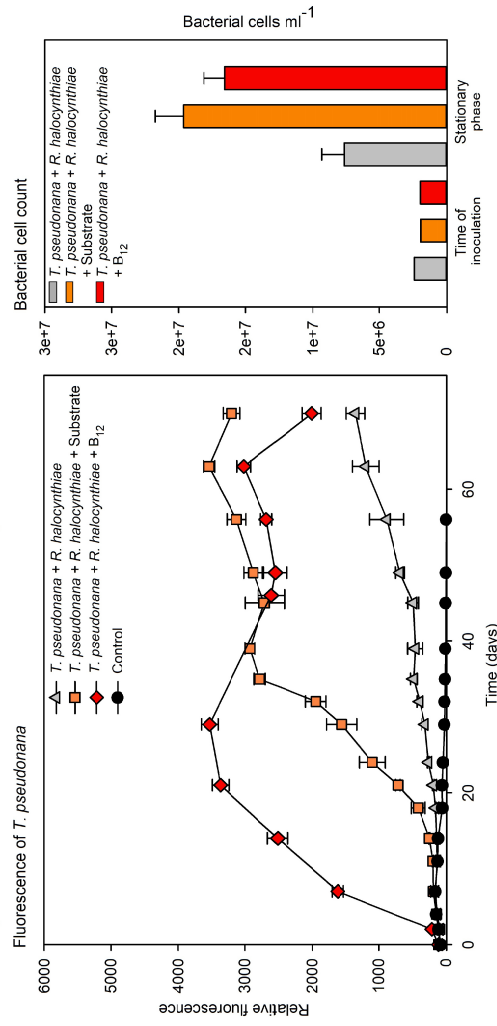 Fluorescence of T. pseudonana
T. pseudonana + R. halocynthiae
T. pseudonana + R. halocynthiae + Substrate
T. pseudonana + R. halocynthiae + B12
Control
Relative fluorescence
6000
5000
4000
3000
2000
1000
0
0
20
40
60
Time (days)
Bacterial cell count
T. pseudonana + R. halocynthiae
T. pseudonana + R. halocynthiae
+ Substrate
T. pseudonana + R. halocynthiae
+ B12
3e+7
3e+7
2e+7
2e+7
1e+7
5e+6
0
Time of
inoculation
Stationary
phase
Bacterial cells ml-1